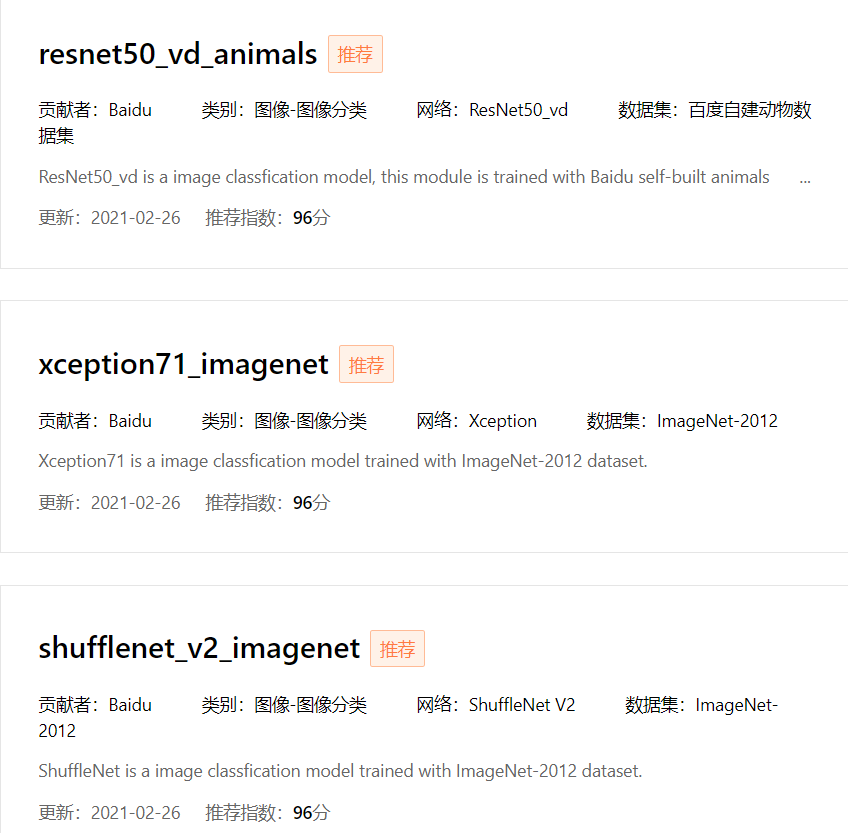 resnet50_vd_animals 推荐
贡献者：Baidu 类别：图像-图像分类 网络：ResNet50_vd 数据集：百度自建动物数
据集
ResNet50_vd is a image classfication model, this module is trained with Baidu self-built animals ...
更新：2021-02-26 推荐指数：96分
xception71_imagenet 推荐
贡献者：Baidu 类别：图像-图像分类 网络：Xception 数据集：ImageNet-2012
Xception71 is a image classfication model trained with ImageNet-2012 dataset.
更新：2021-02-26 推荐指数：96分
shufflenet_v2_imagenet 推荐
贡献者：Baidu 类别：图像-图像分类 网络：ShuffleNet V2 数据集：ImageNet-
2012
ShuffleNet is a image classfication model trained with ImageNet-2012 dataset.
更新：2021-02-26 推荐指数：96分